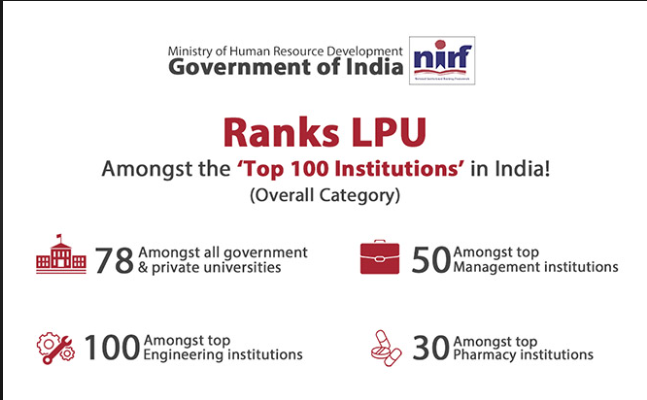 Ministry of Human Resource Development
Government of India
nirf
Ranks LPU
Amongst the ‘Top 100 Institutions’ in India!
(Overall Category)
78 Amongst all government
& private universities
50 Amongst top
Management institutions
100 Amongst top
Engineering institutions
30 Amongst top
Pharmacy institutions